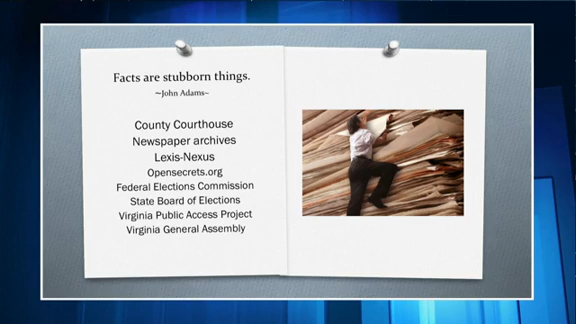 Facts are stubborn things.
~John Adams~
County Courthouse
Newspaper archives
Lexis-Nexus
Opensecrets.org
Federal Elections Commission
State Board of Elections
Virginia Public Access Project
Virginia General Assembly